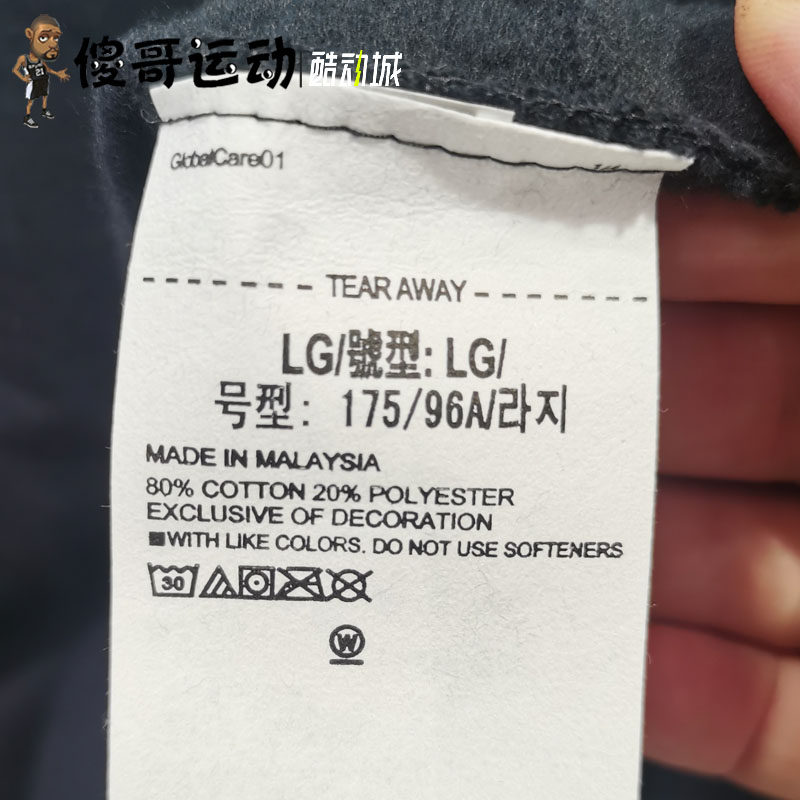 傻哥运动|酷动城
21
GlobalCare01
TEAR AWAY
LG/號型: LG/
号型: 175/96A/라지
MADE IN MALAYSIA
80% COTTON 20% POLYESTER
EXCLUSIVE OF DECORATION
WITH LIKE COLORS. DO NOT USE SOFTENERS
30
W